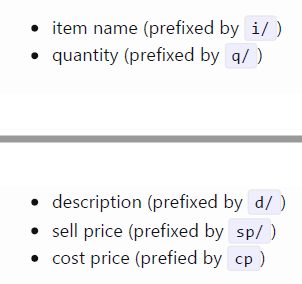 • item name (prefixed by i/ )
• quantity (prefixed by q/ )
• description (prefixed by d/ )
• sell price (prefixed by sp/ )
• cost price (prefied by cp )